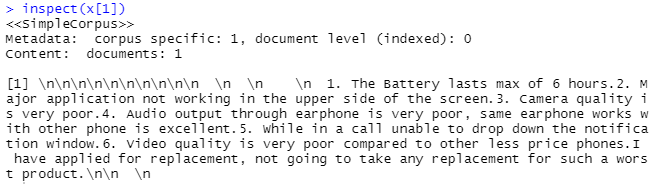 > inspect(x[1])
<<SimpleCorpus>>
Metadata:  corpus specific: 1, document level (indexed): 0
Content:  documents: 1
[1] \n\n\n\n\n\n\n\n\n\n  \n  \n    \n  1. The Battery lasts max of 6 hours.2. M
ajor application not working in the upper side of the screen.3. Camera quality i
s very poor.4. Audio output through earphone is very poor, same earphone works w
ith other phone is excellent.5. While in a call unable to drop down the notifica
tion window.6. Video quality is very poor compared to other less price phones.I
 have applied for replacement, not going to take any replacement for such a wors
t product.\n\n  \n